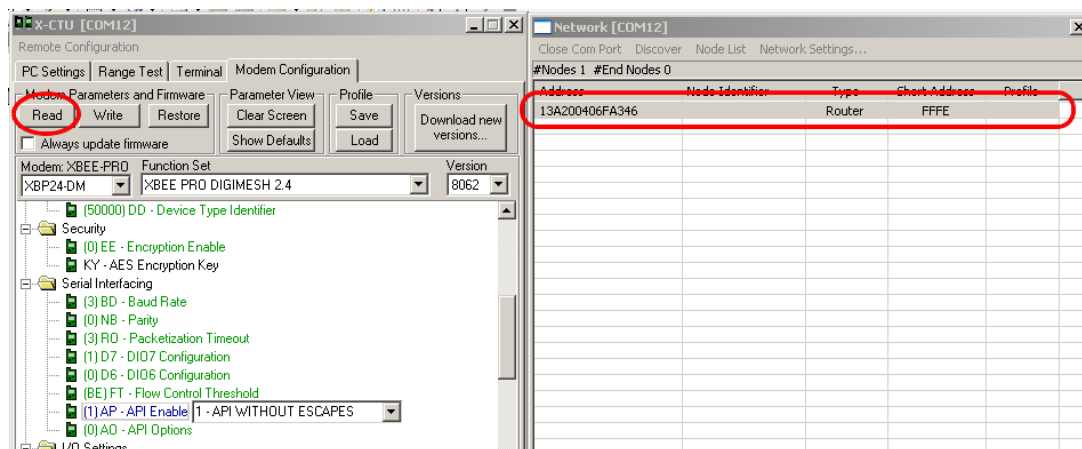 X-CTU [COM12]
Remote Configuration
PC Settings Range Test Terminal Modem Configuration
Modem Parameters and Firmware Parameter View Profile Versions
Read Write Restore Clear Screen Save Download new versions...
Always update firmware Show Defaults Load
Modem: XBEE-PRO Function Set Version
XBP24-DM XBEE PRO DIGIMESH 2.4 8062
(50000) DD - Device Type Identifier
Security
(0) EE - Encryption Enable
KY - AES Encryption Key
Serial Interfacing
(3) BD - Baud Rate
(0) NB - Parity
(3) RO - Packetization Timeout
(1) D7 - DIO7 Configuration
(0) D6 - DIO6 Configuration
(BE) FT - Flow Control Threshold
(1) AP - API Enable 1 - API WITHOUT ESCAPES
(0) AO - API Options
I/O Settings
Network [COM12]
Close Com Port Discover Node List Network Settings...
#Nodes 1 #End Nodes 0
Address Node Identifier Type Short Address Profile
13A200406FA346 Router FFFE